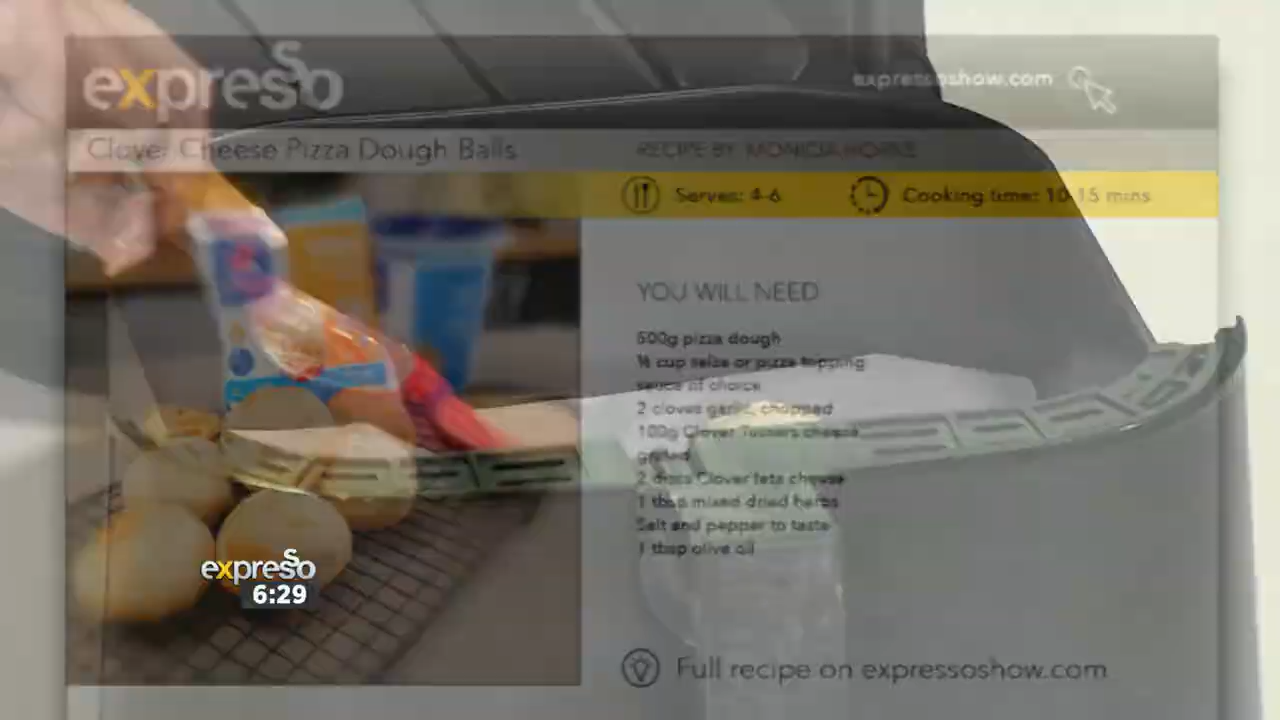 expresso
expressoshow.com
Clover Cheese Pizza Dough Balls
RECIPE BY: MONICIA HORNE
Serves: 4-6
Cooking time: 10-15 mins
YOU WILL NEED
500g pizza dough
½ cup salsa or pizza topping
sauce of choice
2 cloves garlic, chopped
100g Clover Tussers cheese,
grated
2 discs Clover feta cheese
1 tbsp mixed dried herbs
Salt and pepper to taste
1 tbsp olive oil
expresso
6:29
Full recipe on expressoshow.com